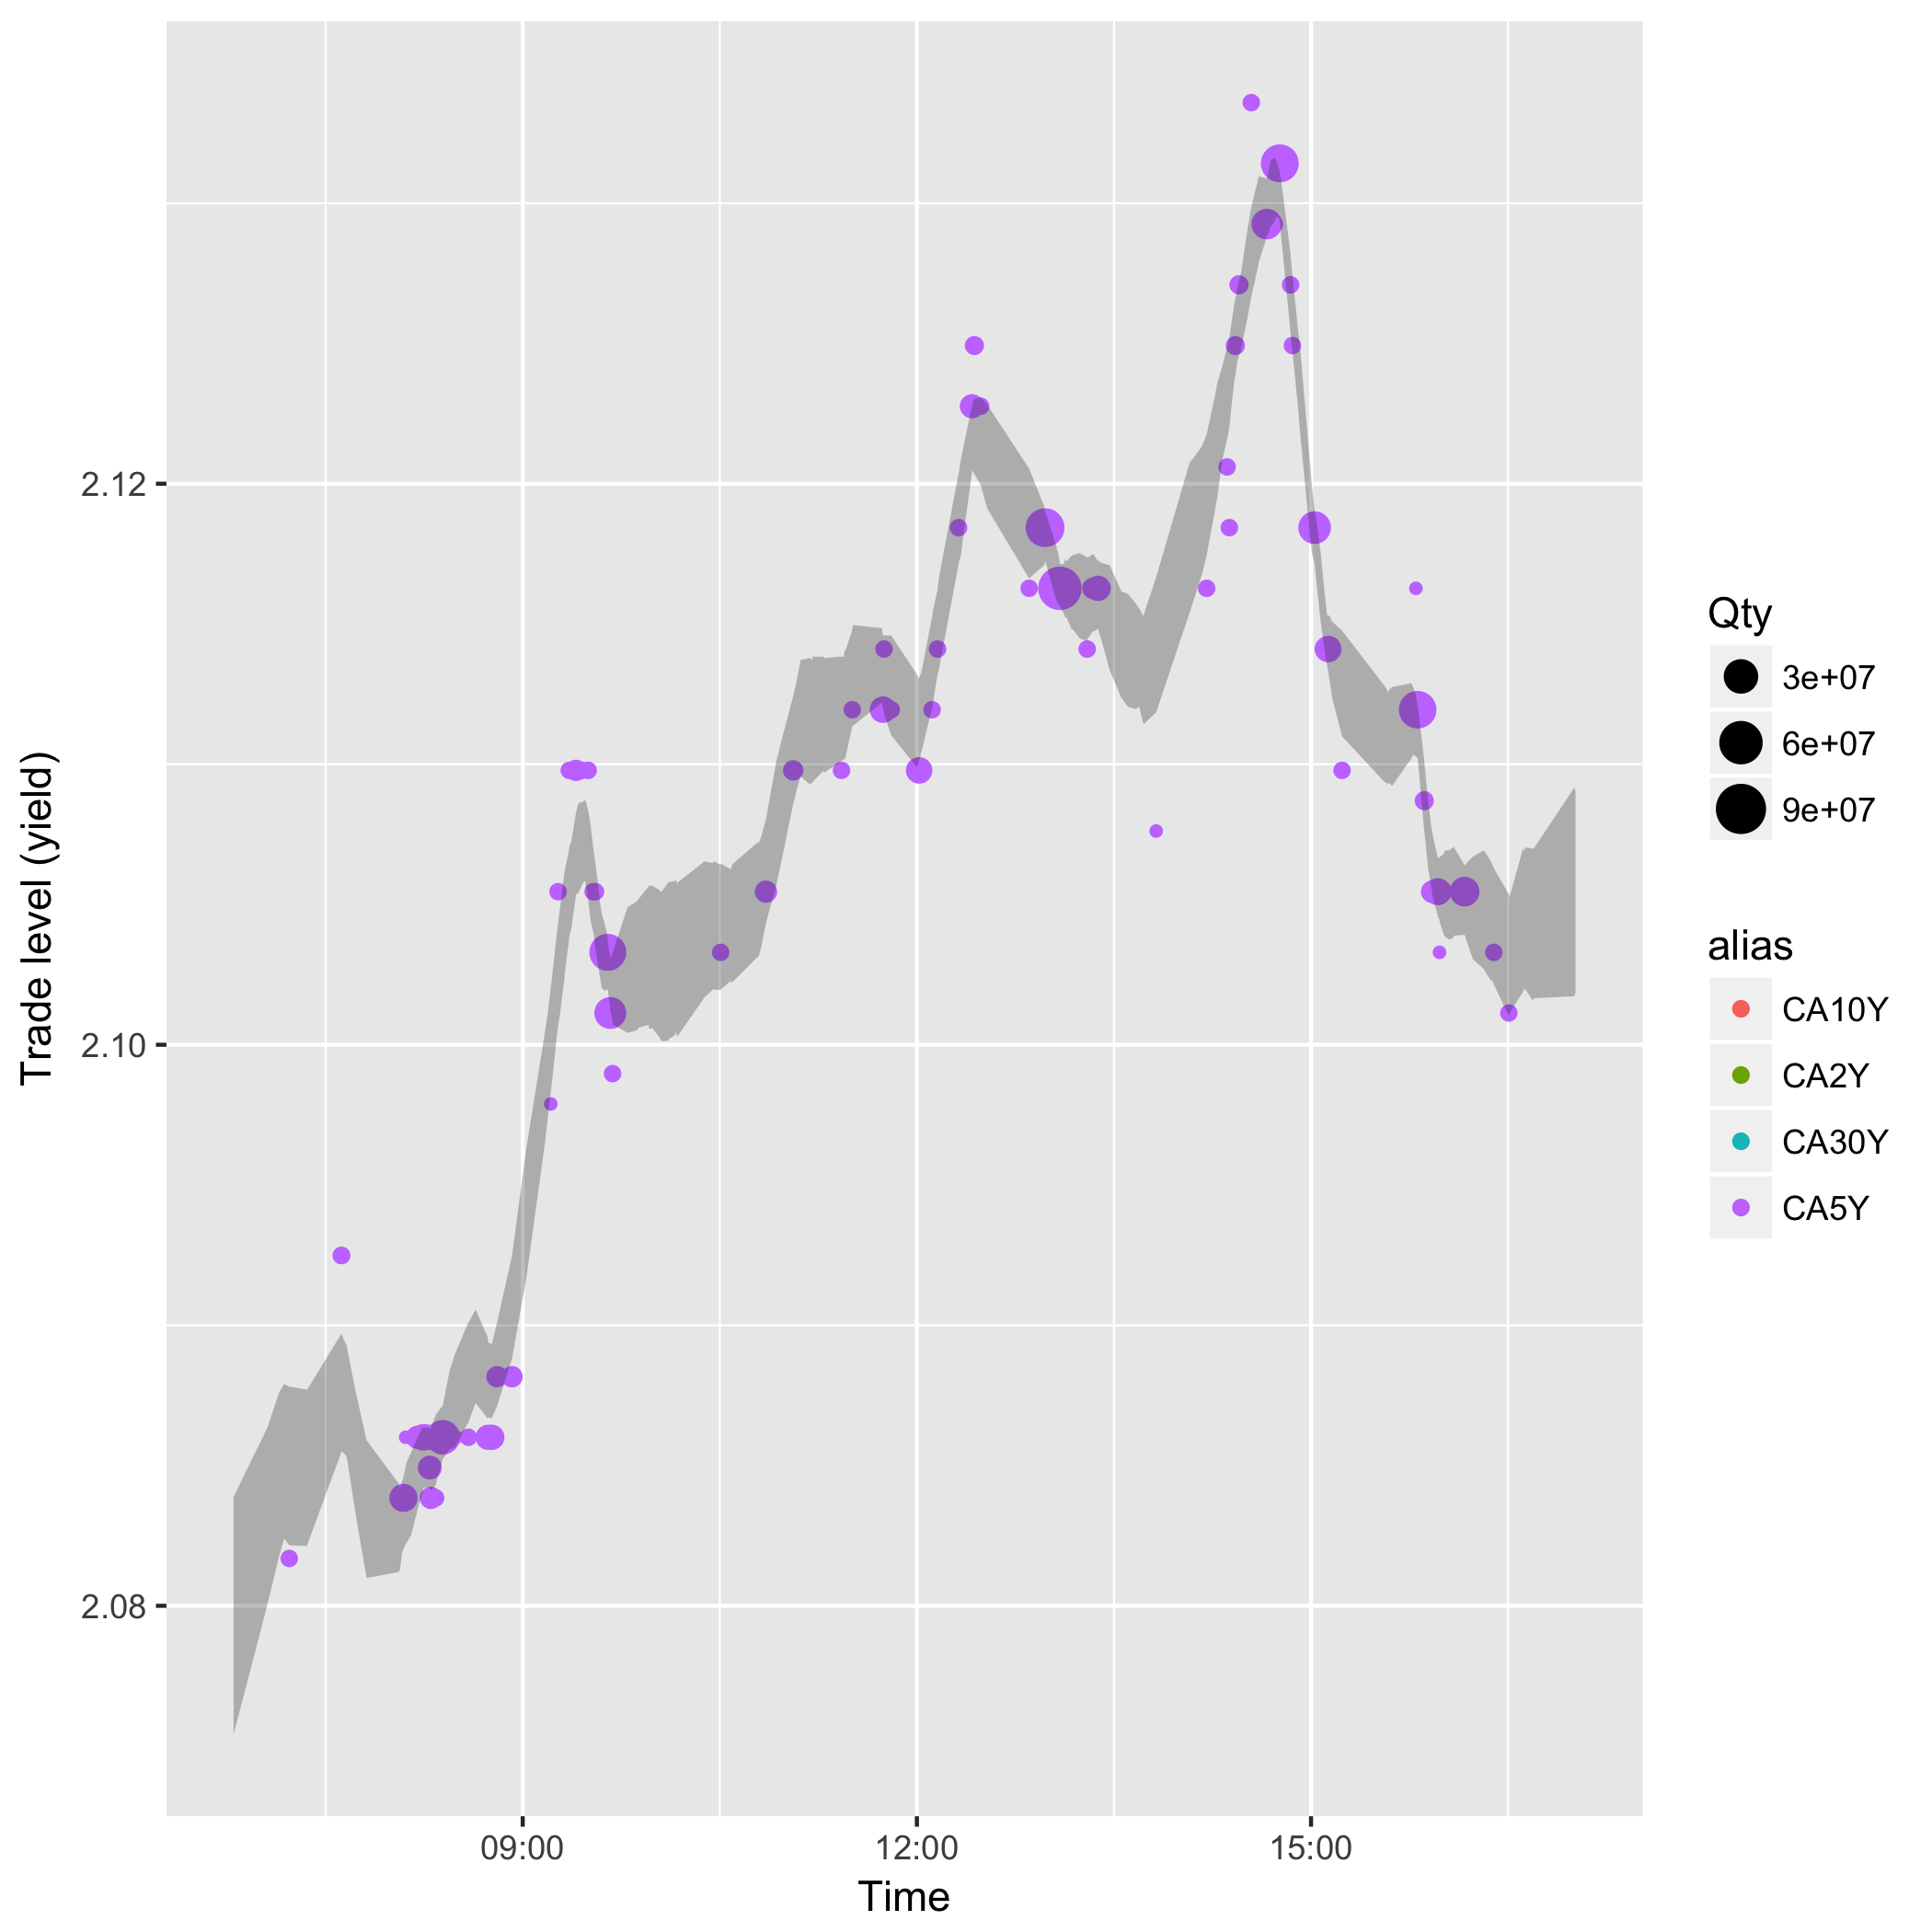 Trade level (yield)
2.12
2.10
2.08
09:00
12:00
15:00
Time
Qty
3e+07
6e+07
9e+07
alias
CA10Y
CA2Y
CA30Y
CA5Y